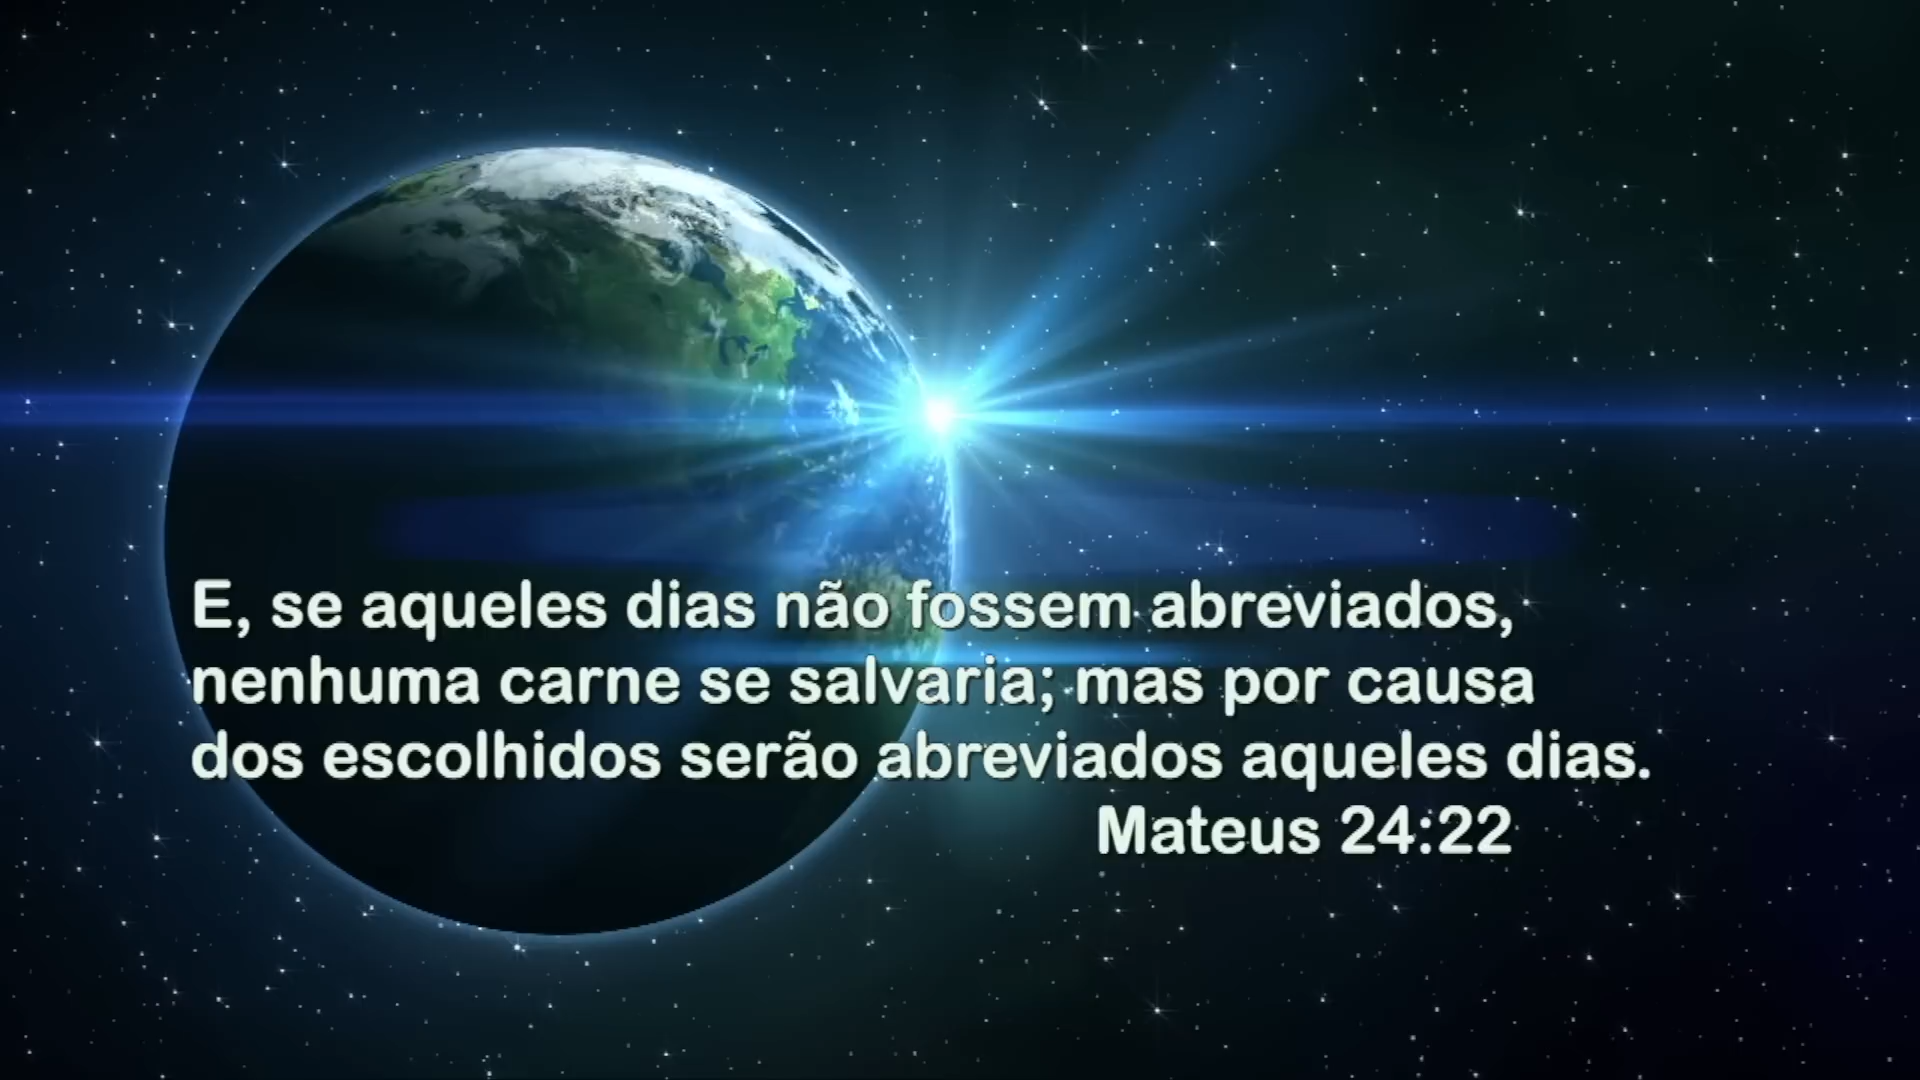 E, se aqueles dias não fossem abreviados,
nenhuma carne se salvaria; mas por causa
dos escolhidos serão abreviados aqueles dias.
Mateus 24:22